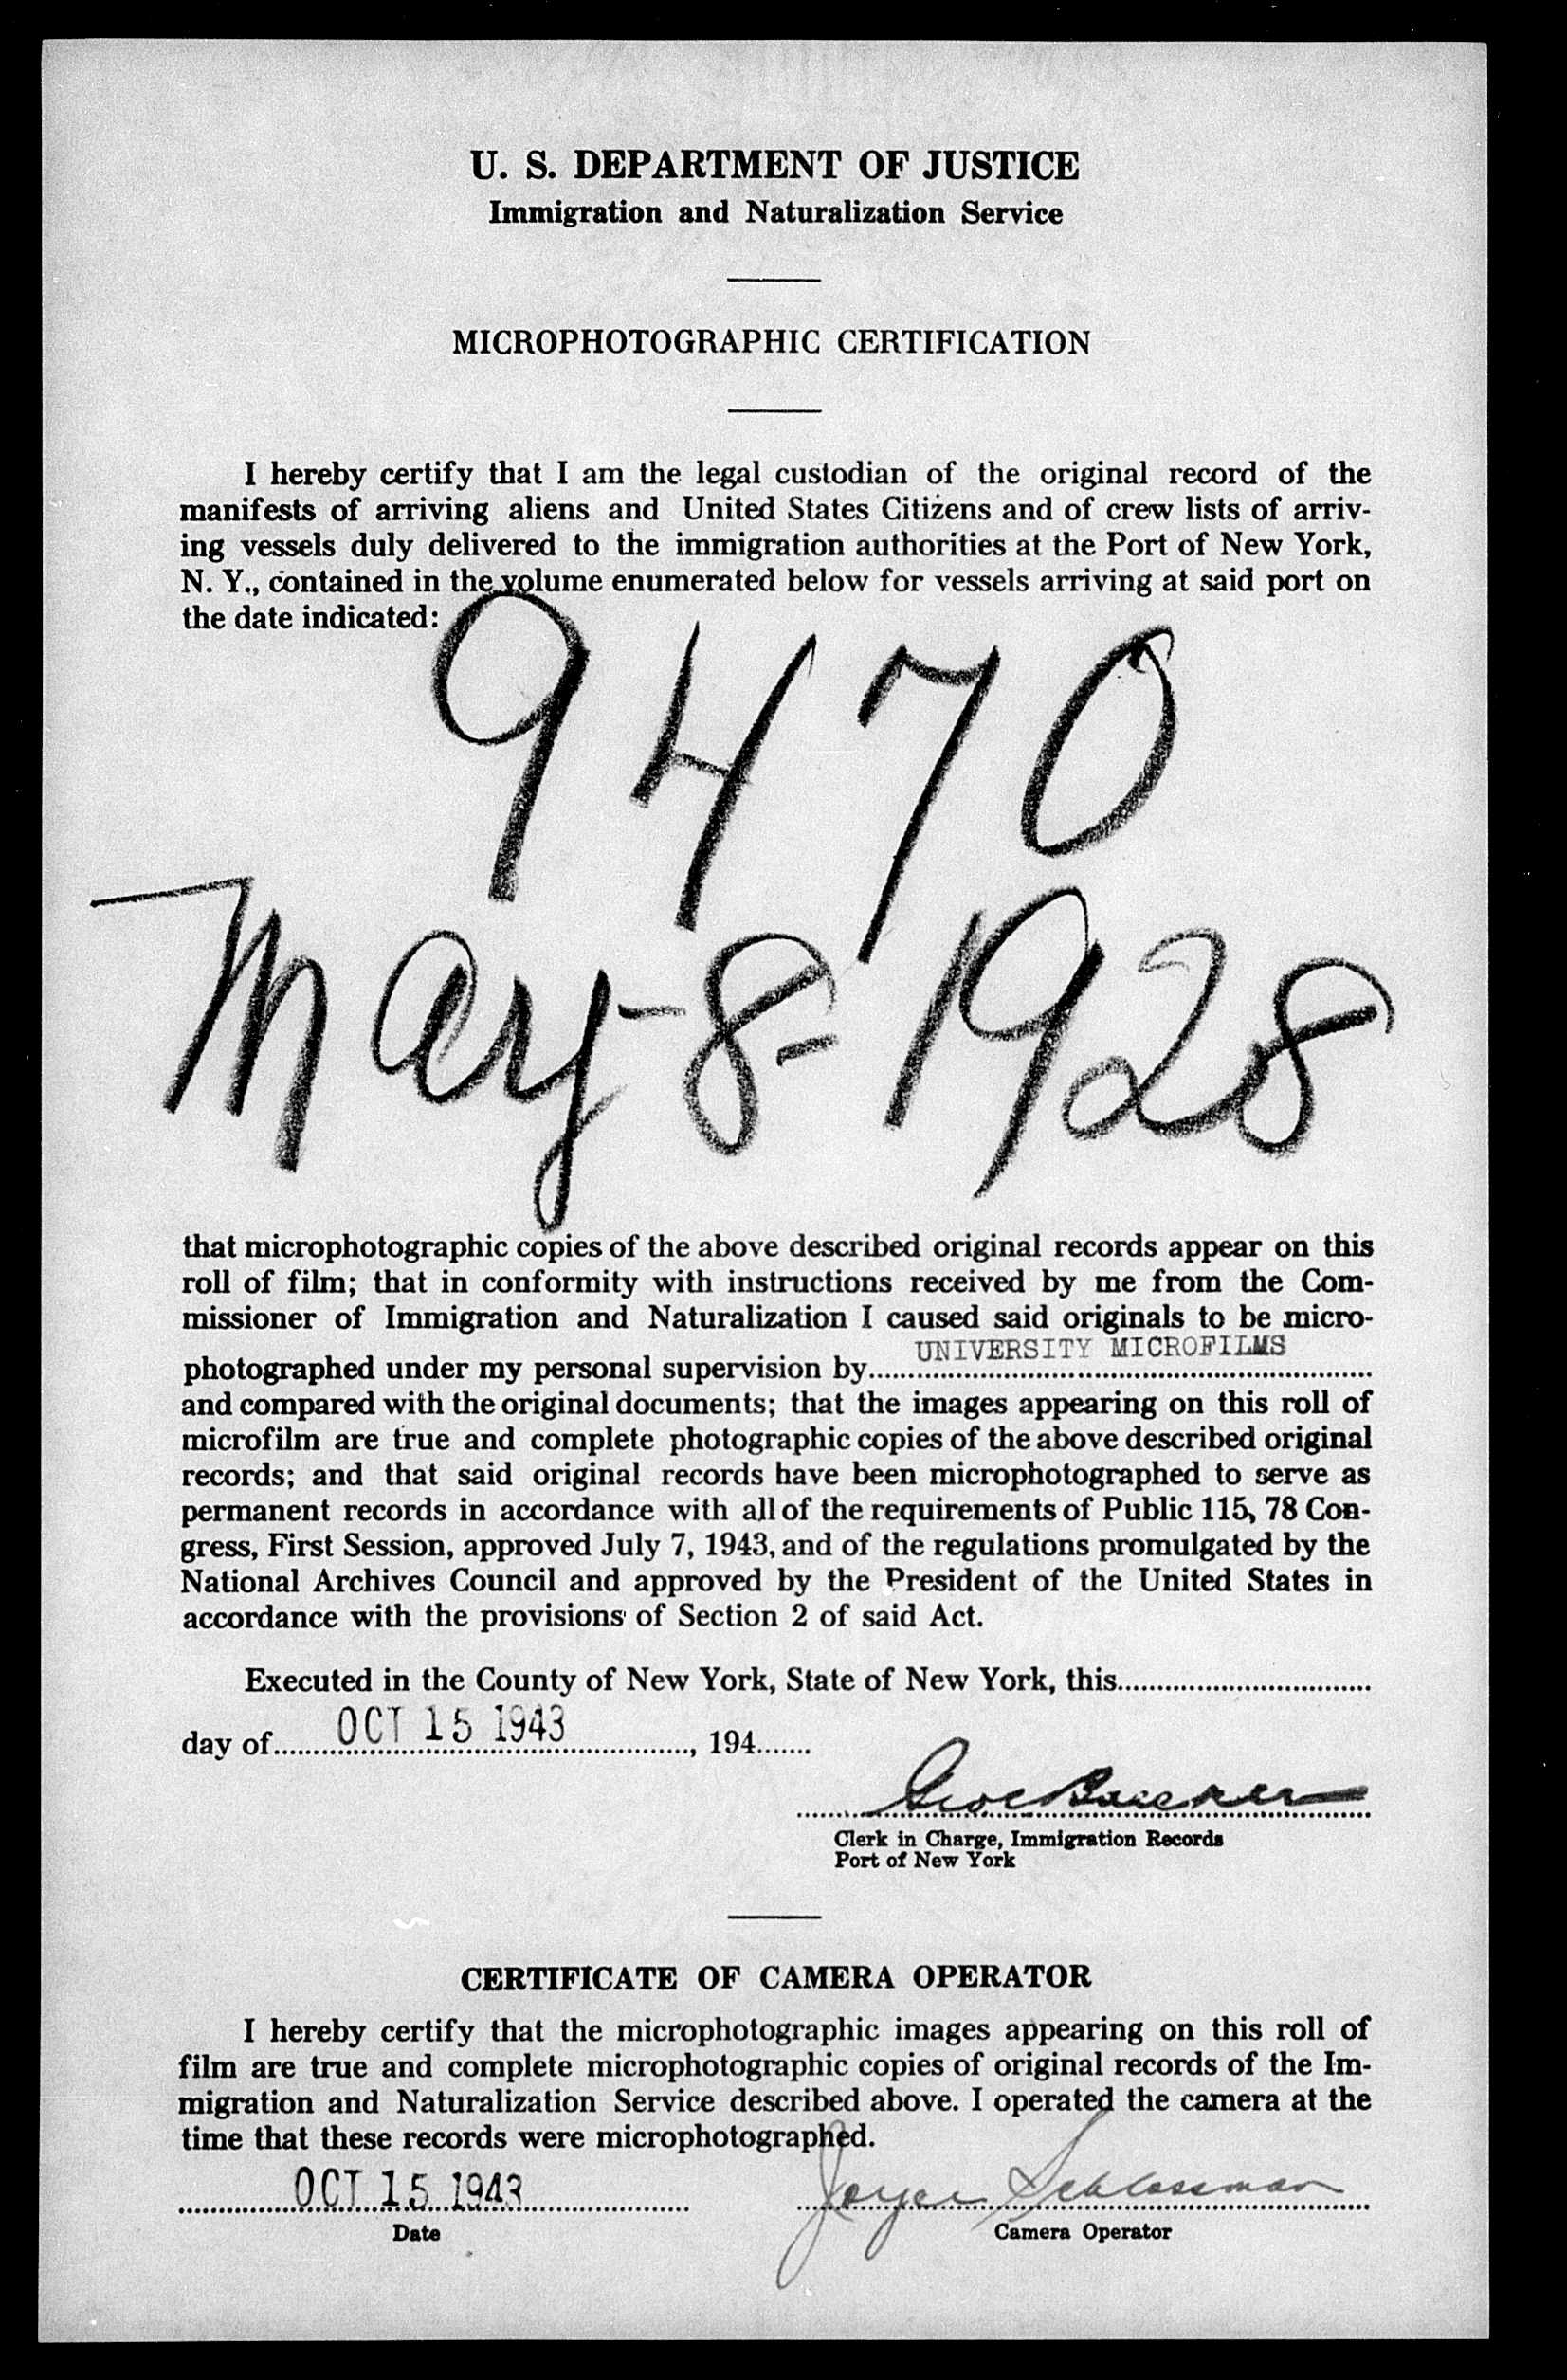 U. S. DEPARTMENT OF JUSTICE
Immigration and Naturalization Service
MICROPHOTOGRAPHIC CERTIFICATION
I hereby certify that I am the legal custodian of the original record of the
manifests of arriving aliens and United States Citizens and of crew lists of arriv-
ing vessels duly delivered to the immigration authorities at the Port of New York,
N. Y., contained in the volume enumerated below for vessels arriving at said port on
the date indicated:
9470
May-8-1928
that microphotographic copies of the above described original records appear on this
roll of film; that in conformity with instructions received by me from the Com-
missioner of Immigration and Naturalization I caused said originals to be micro-
photographed under my personal supervision by UNIVERSITY MICROFILMS
and compared with the original documents; that the images appearing on this roll of
microfilm are true and complete photographic copies of the above described original
records; and that said original records have been microphotographed to serve as
permanent records in accordance with all of the requirements of Public 115, 78 Con-
gress, First Session, approved July 7, 1943, and of the regulations promulgated by the
National Archives Council and approved by the President of the United States in
accordance with the provisions of Section 2 of said Act.
Executed in the County of New York, State of New York, this
day of OCT 15 1943, 194
Clerk in Charge, Immigration Records
Port of New York
CERTIFICATE OF CAMERA OPERATOR
I hereby certify that the microphotographic images appearing on this roll of
film are true and complete microphotographic copies of original records of the Im-
migration and Naturalization Service described above. I operated the camera at the
time that these records were microphotographed.
OCT 15 1943 Schlossman
Date Camera Operator